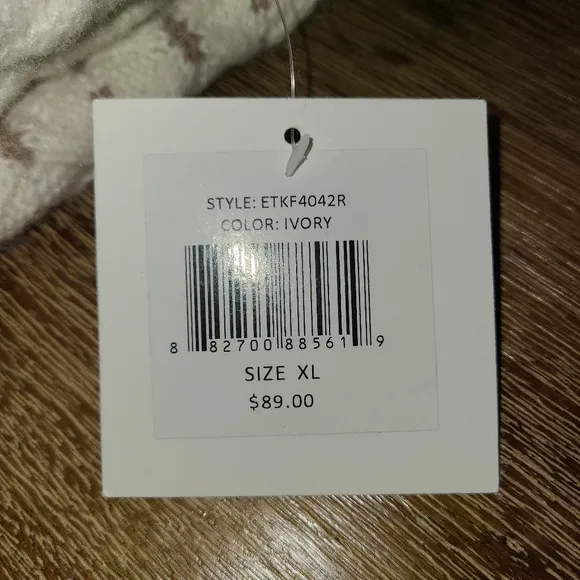 STYLE: ETKF4042R
COLOR: IVORY
8 82700 88561 9
SIZE XL
$89.00